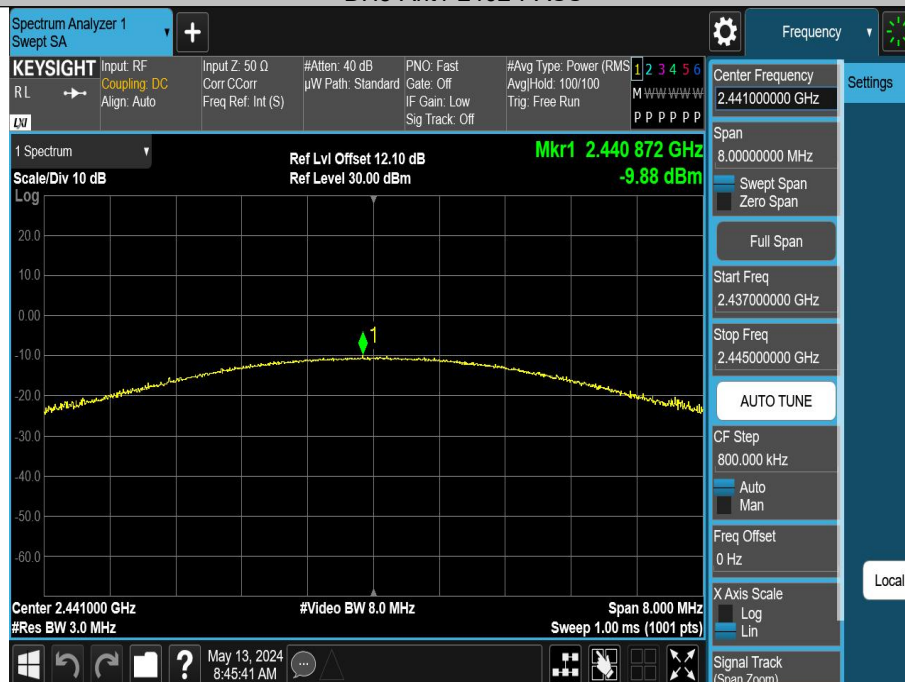 Spectrum Analyzer 1
Swept SA
Frequency
KEYSIGHT
R L
LXI
Input: RF
Coupling: DC
Align: Auto
Input Z: 50 Ω
Corr CCorr
Freq Ref: Int (S)
#Atten: 40 dB
µW Path: Standard
PNO: Fast
Gate: Off
IF Gain: Low
Sig Track: Off
#Avg Type: Power (RMS
Avg|Hold: 100/100
Trig: Free Run
1 2 3 4 5 6
M W W W W W
P P P P P P
1 Spectrum
Scale/Div 10 dB
Log
Ref Lvl Offset 12.10 dB
Ref Level 30.00 dBm
Mkr1 2.440 872 GHz
-9.88 dBm
20.0
10.0
0.00
-10.0
-20.0
-30.0
-40.0
-50.0
-60.0
1
Center 2.441000 GHz
#Res BW 3.0 MHz
#Video BW 8.0 MHz
Span 8.000 MHz
Sweep 1.00 ms (1001 pts)
May 13, 2024
8:45:41 AM
Center Frequency
2.441000000 GHz
Span
8.00000000 MHz
Swept Span
Zero Span
Full Span
Start Freq
2.437000000 GHz
Stop Freq
2.445000000 GHz
AUTO TUNE
CF Step
800.000 kHz
Auto
Man
Freq Offset
0 Hz
X Axis Scale
Log
Lin
Signal Track
(Span Zoom)
Settings
Local